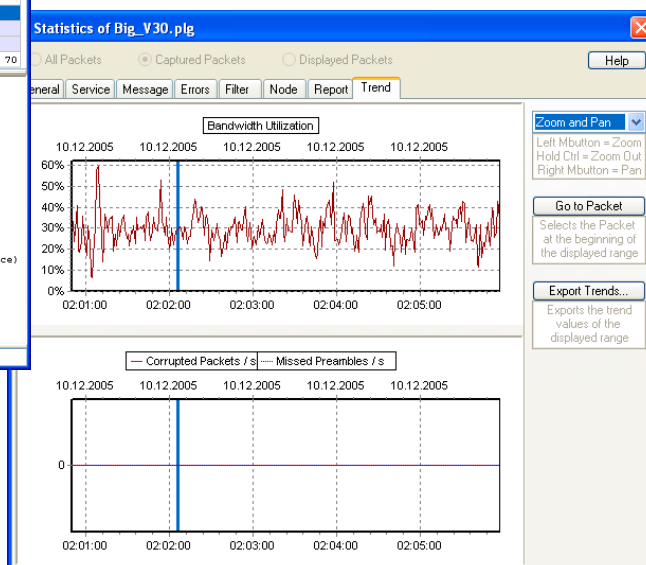 70
ce)
Statistics of Big_V30.plg
All Packets Captured Packets Displayed Packets
Help
eneral Service Message Errors Filter Node Report Trend
Bandwidth Utilization
10.12.2005 10.12.2005 10.12.2005 10.12.2005 10.12.2005
60%
50%
40%
30%
20%
10%
0%
02:01:00 02:02:00 02:03:00 02:04:00 02:05:00
Corrupted Packets / s Missed Preambles / s
10.12.2005 10.12.2005 10.12.2005 10.12.2005 10.12.2005
0
02:01:00 02:02:00 02:03:00 02:04:00 02:05:00
Zoom and Pan
Left Mbutton = Zoom
Hold Ctrl = Zoom Out
Right Mbutton = Pan
Go to Packet
Selects the Packet
at the beginning of
the displayed range
Export Trends...
Exports the trend
values of the
displayed range